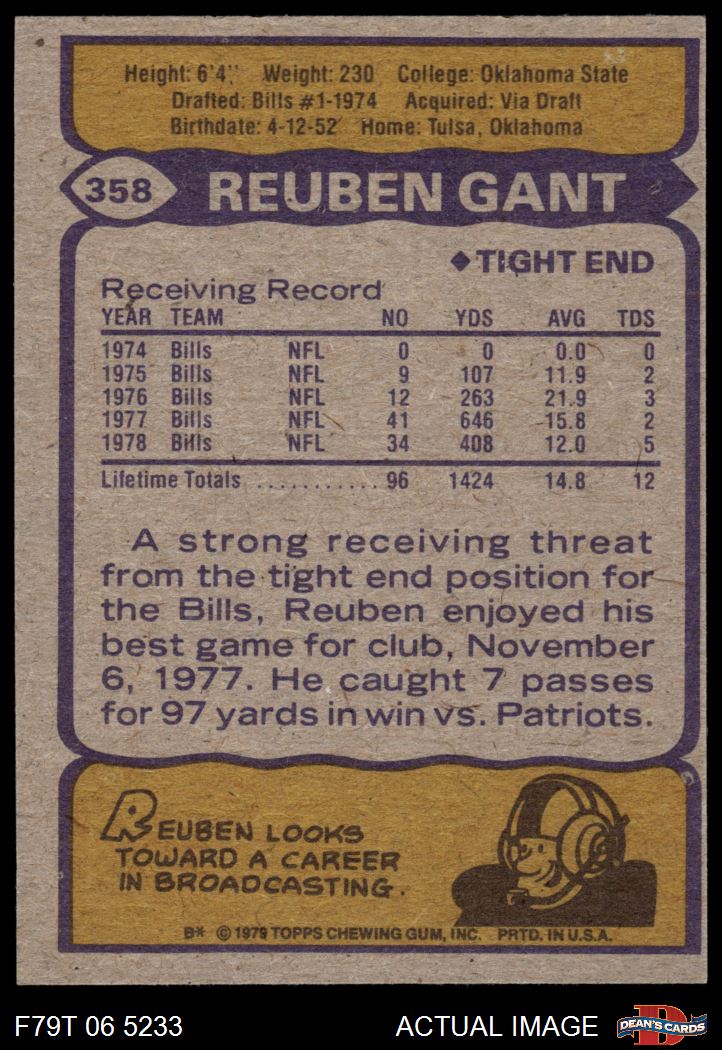 Height: 6'4" Weight: 230 College: Oklahoma State
Drafted: Bills #1-1974 Acquired: Via Draft
Birthdate: 4-12-52 Home: Tulsa, Oklahoma
358 REUBEN GANT
◆TIGHT END
Receiving Record
YEAR TEAM NO YDS AVG TDS
1974 Bills NFL 0 0 0.0 0
1975 Bills NFL 9 107 11.9 2
1976 Bills NFL 12 263 21.9 3
1977 Bills NFL 41 646 15.8 2
1978 Bills NFL 34 408 12.0 5
Lifetime Totals ........... 96 1424 14.8 12
A strong receiving threat
from the tight end position for
the Bills, Reuben enjoyed his
best game for club, November
6, 1977. He caught 7 passes
for 97 yards in win vs. Patriots.
REUBEN LOOKS
TOWARD A CAREER
IN BROADCASTING.
B* © 1979 TOPPS CHEWING GUM, INC. PRTD. IN U.S.A.
F79T 06 5233 ACTUAL IMAGE D DEAN'S CARDS